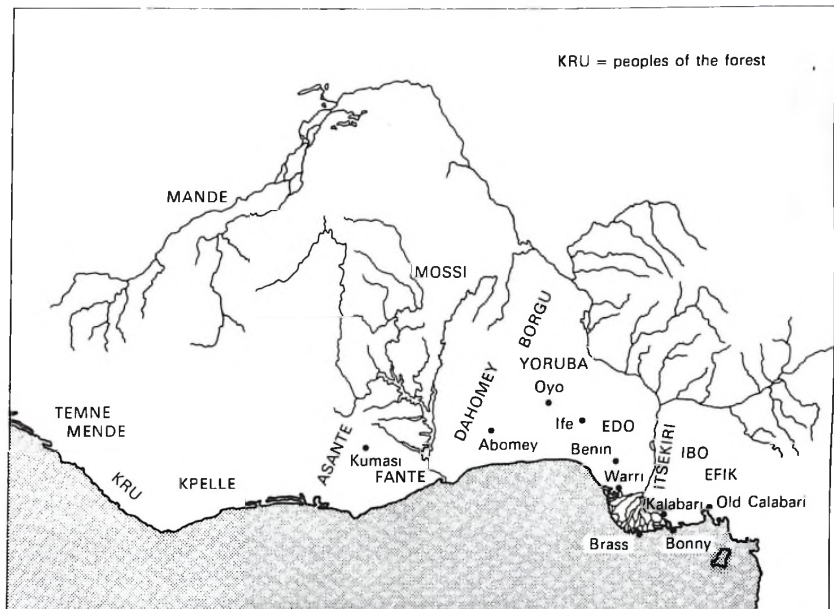 KRU = peoples of the forest
MANDE
MOSSI
BORGU
YORUBA
Oyo
DAHOMEY
TEMNE
MENDE
Ife
EDO
Abomey
ASANTE
Kumasi
FANTE
Benin
ITSEKIRI
IBO
EFIK
KRU
KPELLE
Warri
Kalabari
Old Calabari
Brass
Bonny